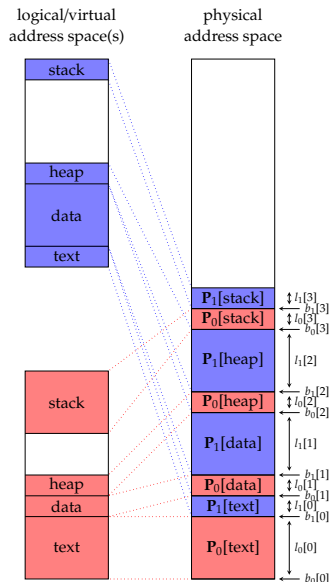 logical/virtual
address space(s)
physical
address space
stack
heap
data
text
stack
heap
data
text
P₁[stack]
P₀[stack]
P₁[heap]
P₀[heap]
P₁[data]
P₀[data]
P₁[text]
P₀[text]
l₁[3]
b₁[3]
l₀[3]
b₀[3]
l₁[2]
b₁[2]
l₀[2]
b₀[2]
l₁[1]
b₁[1]
l₀[1]
b₀[1]
l₁[0]
b₁[0]
l₀[0]
b₀[0]